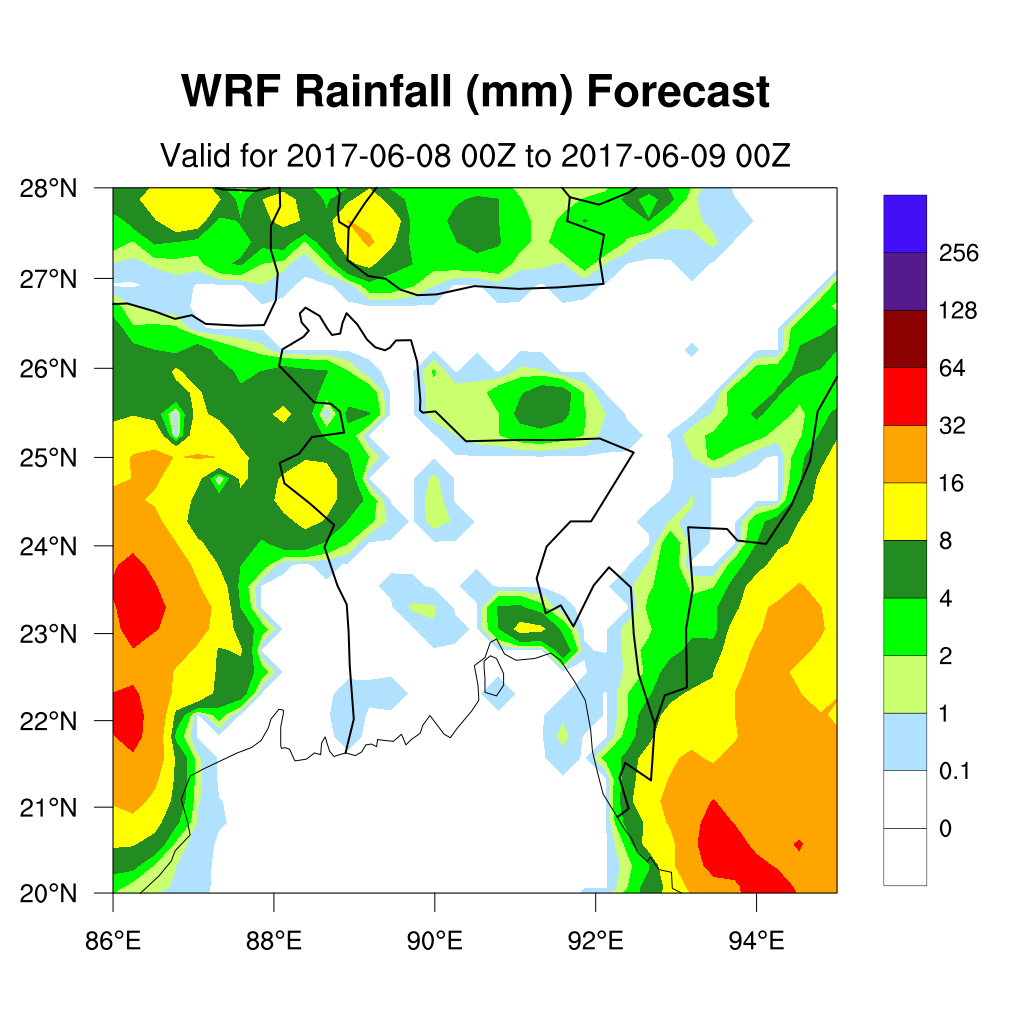 WRF Rainfall (mm) Forecast
Valid for 2017-06-08 00Z to 2017-06-09 00Z
28°N
27°N
26°N
25°N
24°N
23°N
22°N
21°N
20°N
86°E
88°E
90°E
92°E
94°E
256
128
64
32
16
8
4
2
1
0.1
0